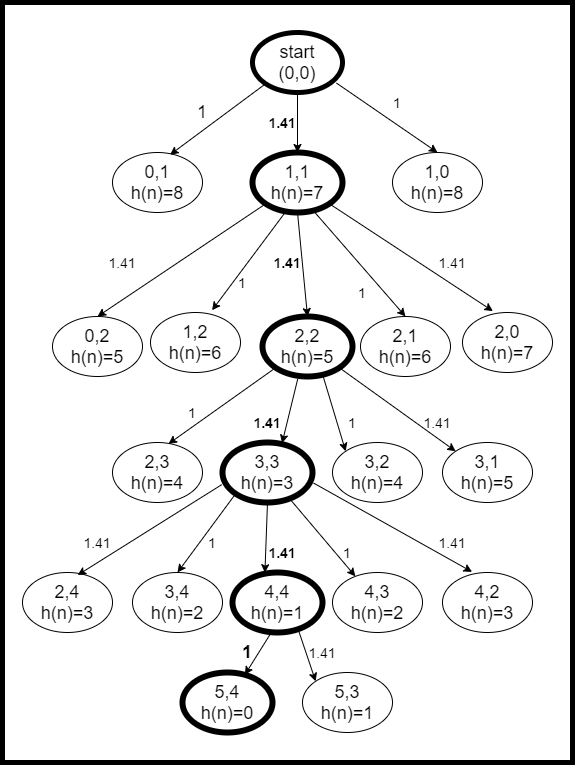 start
(0,0)
1
1.41
1
0,1
h(n)=8
1,1
h(n)=7
1,0
h(n)=8
1.41
1
1.41
1
1.41
0,2
h(n)=5
1,2
h(n)=6
2,2
h(n)=5
2,1
h(n)=6
2,0
h(n)=7
1
1.41
1
1.41
2,3
h(n)=4
3,3
h(n)=3
3,2
h(n)=4
3,1
h(n)=5
1.41
1
1.41
1
1.41
2,4
h(n)=3
3,4
h(n)=2
4,4
h(n)=1
4,3
h(n)=2
4,2
h(n)=3
1
1.41
5,4
h(n)=0
5,3
h(n)=1